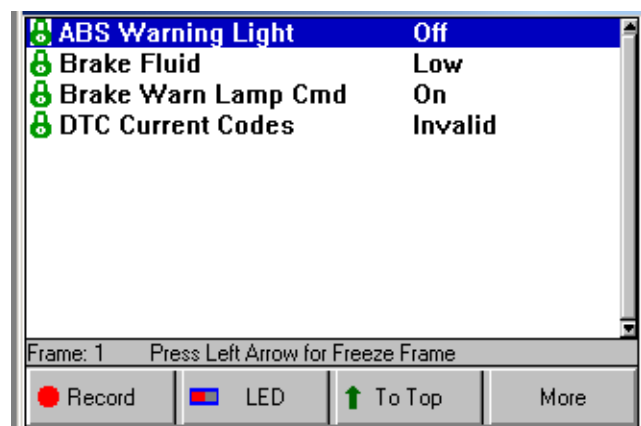 ABS Warning Light Off
Brake Fluid Low
Brake Warn Lamp Cmd On
DTC Current Codes Invalid
Frame: 1 Press Left Arrow for Freeze Frame
Record LED To Top More